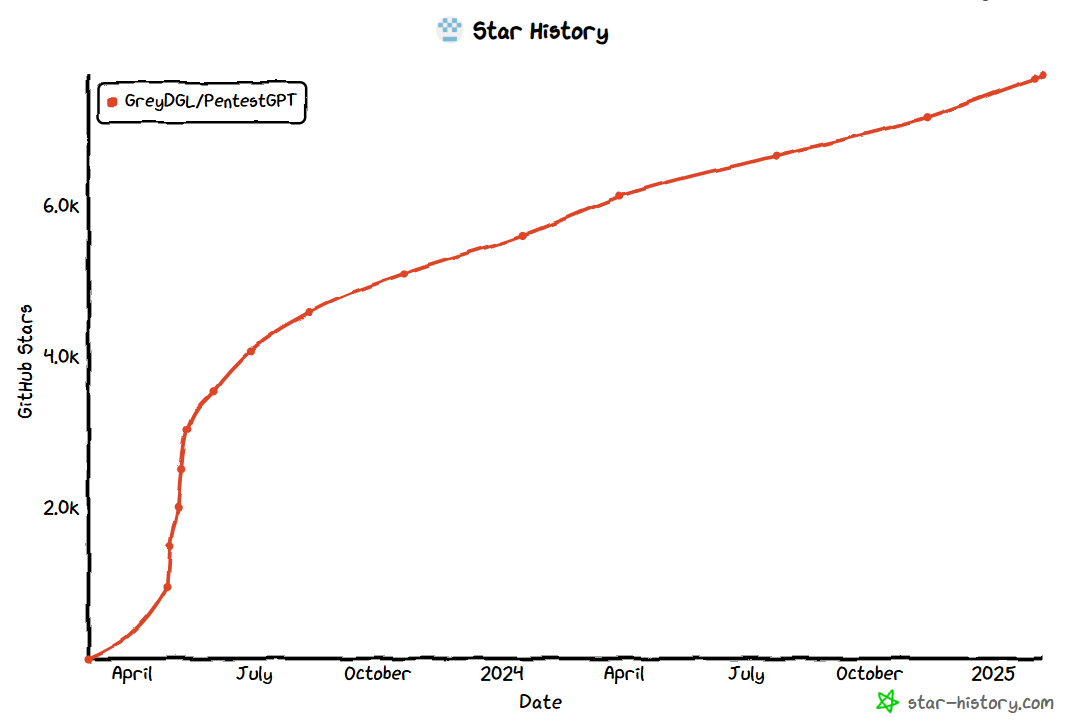 Star History
GreyDGL/PentestGPT
6.0k
4.0k
2.0k
GitHub Stars
April July October 2024 April July October 2025
Date
star-history.com